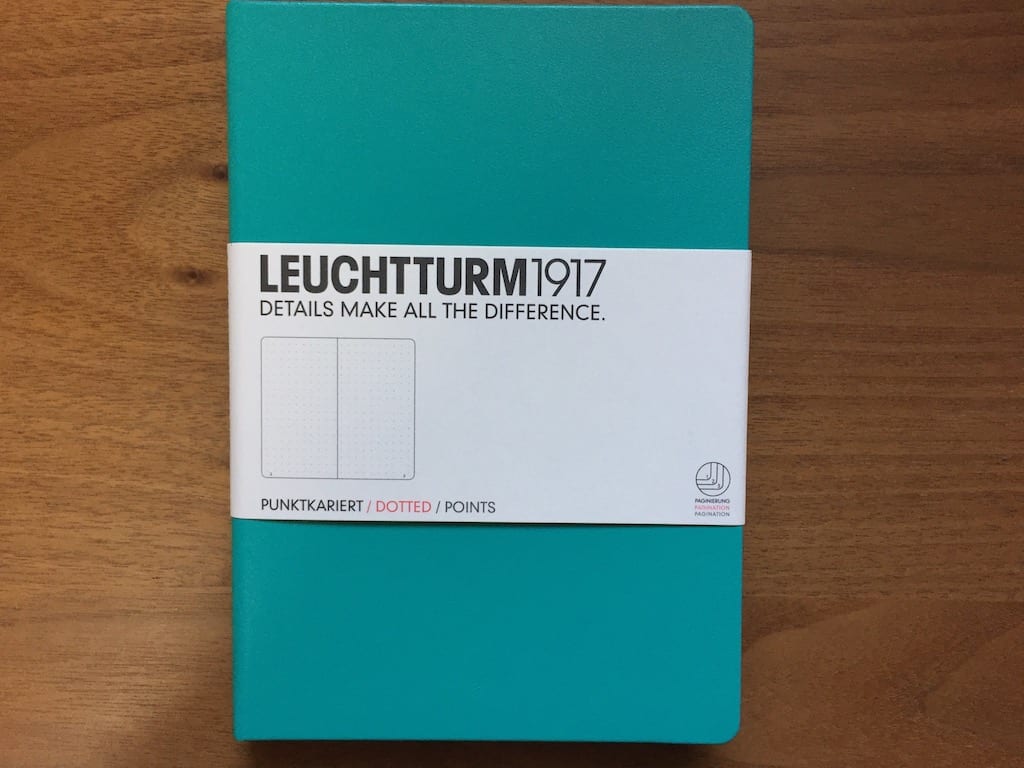 LEUCHTTURM1917
DETAILS MAKE ALL THE DIFFERENCE.
PUNKTKARIERT / DOTTED / POINTS
PAGINIERUNG
PAGINATION
PAGINATION